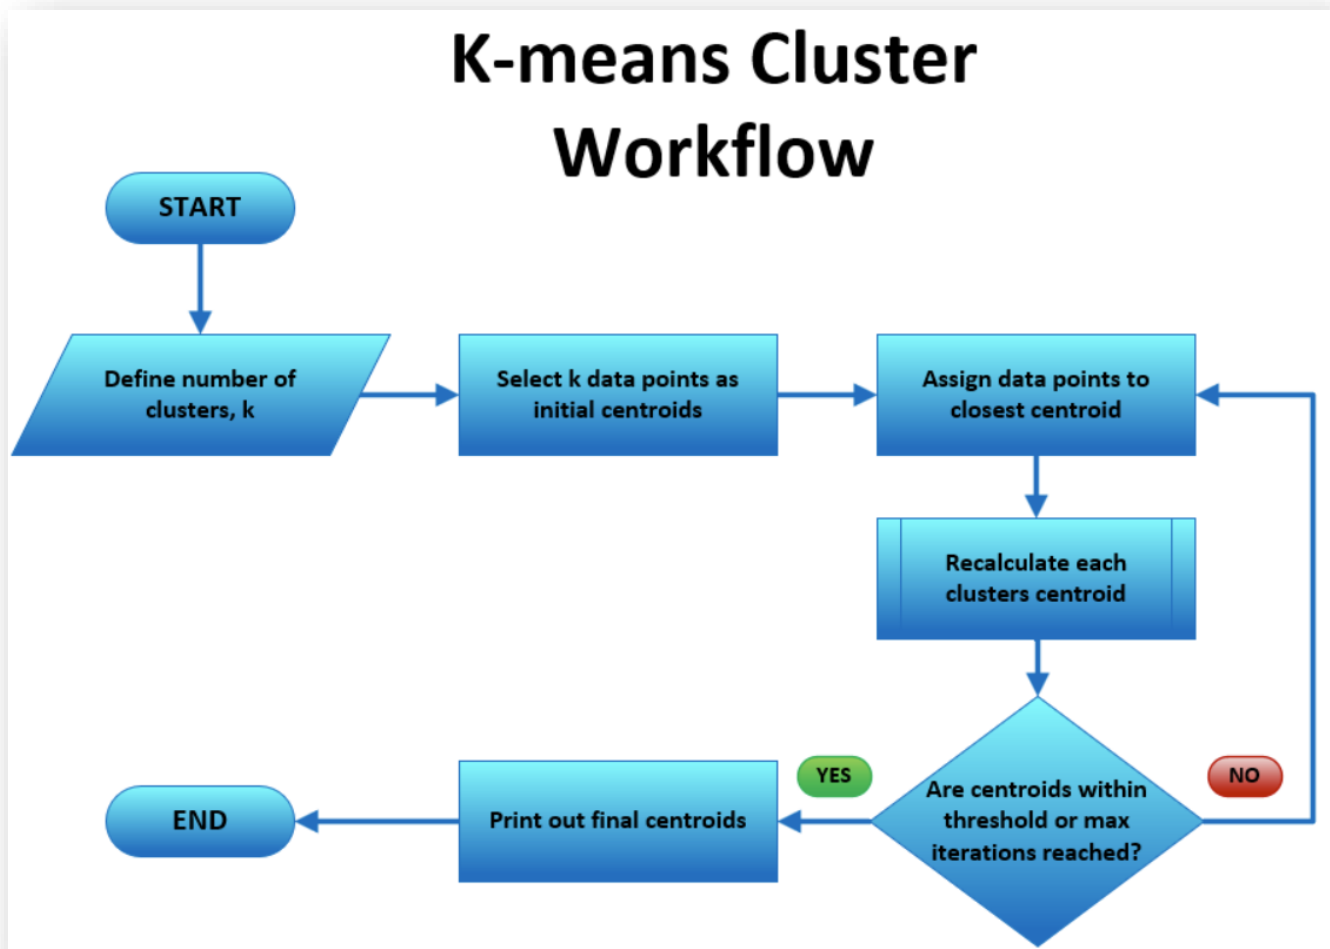 K-means Cluster
Workflow
START
Define number of
clusters, k
Select k data points as
initial centroids
Assign data points to
closest centroid
Recalculate each
clusters centroid
Are centroids within
threshold or max
iterations reached?
YES
NO
Print out final centroids
END